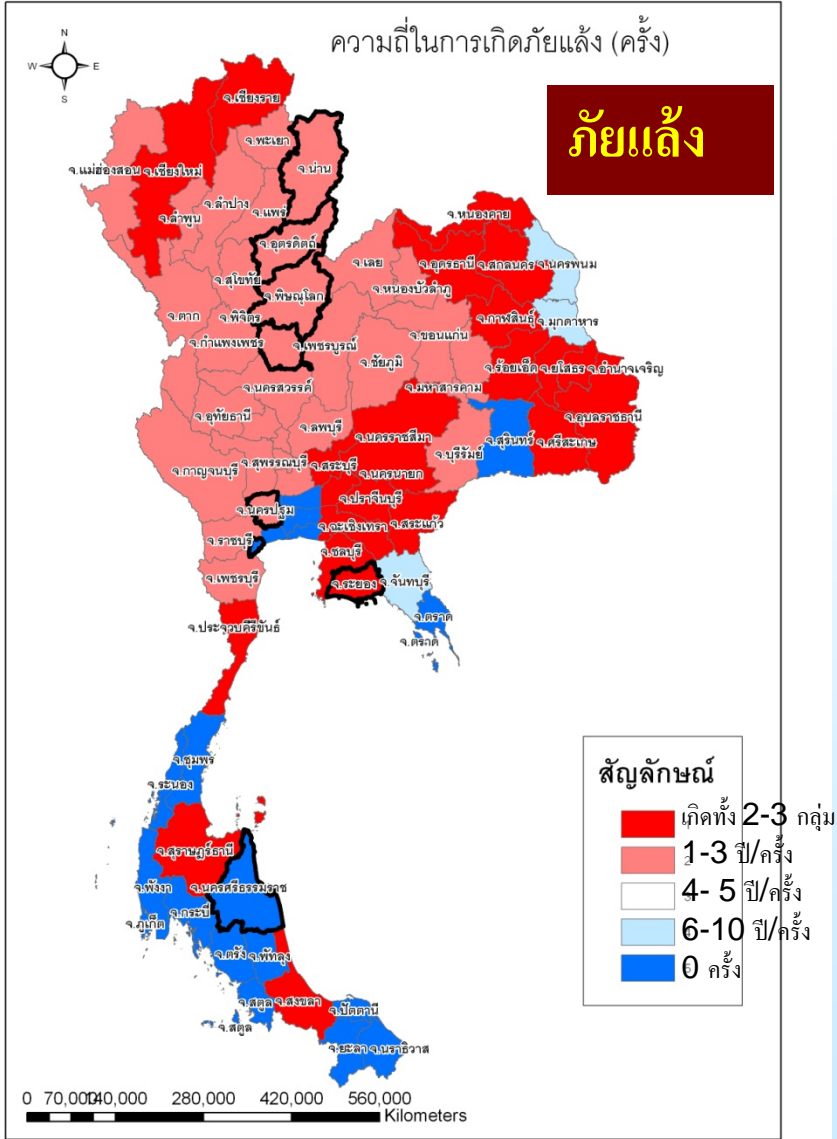 ความถี่ในการเกิดภัยแล้ง (ครั้ง)
N
W E
S
ภัยแล้ง
จ.เชียงราย
จ.พะเยา
จ.น่าน
จ.แม่ฮ่องสอน จ.เชียงใหม่
จ.ลำปาง
จ.แพร่
จ.ลำพูน
จ.หนองคาย
จ.อุตรดิตถ์
จ.เลย
จ.อุดรธานี
จ.สกลนคร
จ.นครพนม
จ.สุโขทัย
จ.หนองบัวลำภู
จ.พิษณุโลก
จ.ตาก
จ.พิจิตร
จ.กาฬสินธุ์
จ.มุกดาหาร
จ.กำแพงเพชร
จ.เพชรบูรณ์
จ.ขอนแก่น
จ.ชัยภูมิ
จ.ร้อยเอ็ด
จ.ยโสธร
จ.อำนาจเจริญ
จ.นครสวรรค์
จ.มหาสารคาม
จ.อุทัยธานี
จ.ลพบุรี
จ.นครราชสีมา
จ.อุบลราชธานี
จ.สุรินทร์
จ.บุรีรัมย์
จ.ศรีสะเกษ
จ.กาญจนบุรี
จ.สุพรรณบุรี
จ.สระบุรี
จ.นครนายก
จ.ปราจีนบุรี
จ.นครปฐม
จ.ฉะเชิงเทรา
จ.สระแก้ว
จ.ราชบุรี
จ.ชลบุรี
จ.เพชรบุรี
จ.ระยอง
จ.จันทบุรี
จ.ตราด
จ.ตราด
จ.ประจวบคีรีขันธ์
จ.ชุมพร
จ.ระนอง
จ.สุราษฎร์ธานี
จ.พังงา
จ.นครศรีธรรมราช
จ.กระบี่
จ.ภูเก็ต
จ.ตรัง
จ.พัทลุง
จ.สตูล
จ.สงขลา
จ.ปัตตานี
จ.สตูล
จ.ยะลา
จ.นราธิวาส
สัญลักษณ์
เกิดทั้ง 2-3 กลุ่ม
1-3 ปี/ครั้ง
4- 5 ปี/ครั้ง
6-10 ปี/ครั้ง
0 ครั้ง
0 70,000 140,000 280,000 420,000 560,000
Kilometers